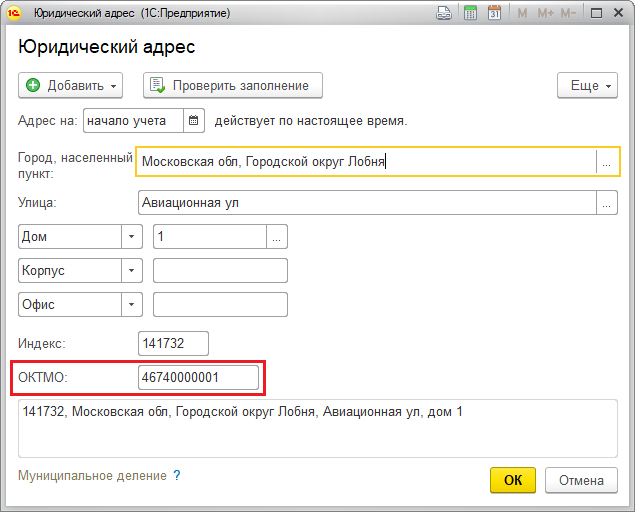 Юридический адрес (1С:Предприятие) M M+ M-
Юридический адрес
Добавить Проверить заполнение Еще
Адрес на: начало учета действует по настоящее время.
Город, населенный пункт: Московская обл, Городской округ Лобня ...
Улица: Авиационная ул ...
Дом 1 ...
Корпус
Офис
Индекс: 141732
ОКТМО: 46740000001
141732, Московская обл, Городской округ Лобня, Авиационная ул, дом 1
Муниципальное деление ? ОК Отмена